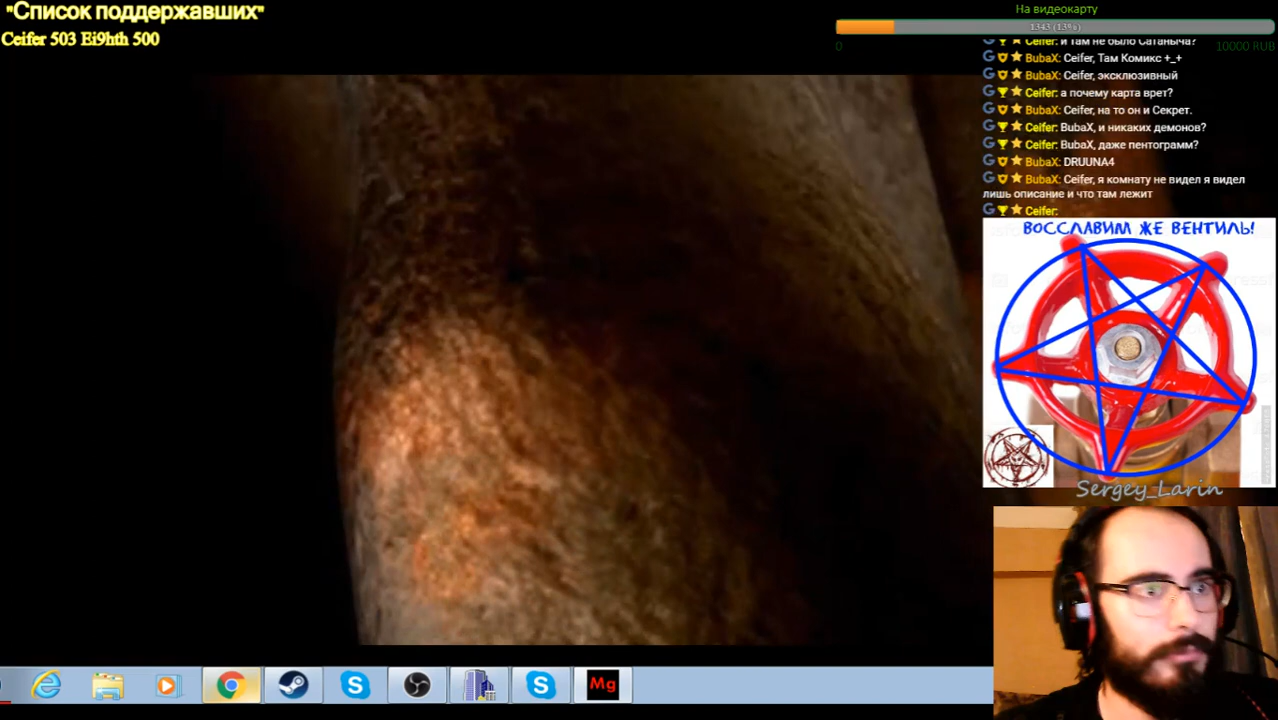 "Список поддержавших"
Ceifer 503 Ei9hth 500
На видеокарту
1343 (13%)
0
10000 RUB
Ceifer: и Там не было Сатаныча?
BubaX: Ceifer, Там Комикс +_+
BubaX: Ceifer, эксклюзивный
Ceifer: а почему карта врет?
BubaX: Ceifer, на то он и Секрет.
Ceifer: BubaX, и никаких демонов?
Ceifer: BubaX, даже пентограмм?
BubaX: DRUUNA4
BubaX: Ceifer, я комнату не видел я видел
лишь описание и что там лежит
Ceifer:
ВОССЛАВИМ ЖЕ ВЕНТИЛЬ!
Sergey_Larin
Mg